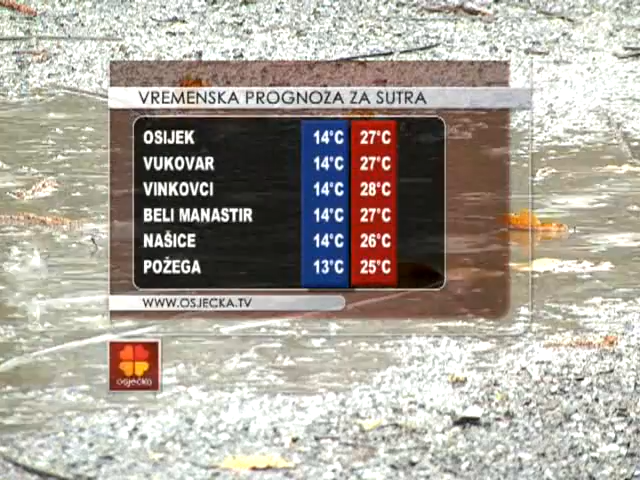 VREMENSKA PROGNOZA ZA SUTRA
OSIJEK 14°C 27°C
VUKOVAR 14°C 27°C
VINKOVCI 14°C 28°C
BELI MANASTIR 14°C 27°C
NAŠICE 14°C 26°C
POŽEGA 13°C 25°C
WWW.OSJECKA.TV
osječka